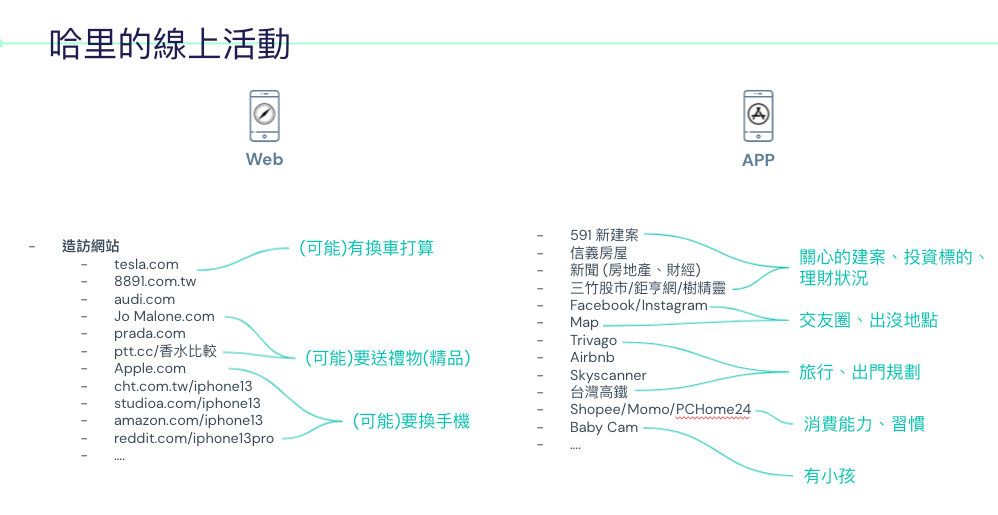 哈里的線上活動
Web
- 造訪網站
- tesla.com
- 8891.com.tw
- audi.com
- Jo Malone.com
- prada.com
- ptt.cc/香水比較
- Apple.com
- cht.com.tw/iphone13
- studioa.com/iphone13
- amazon.com/iphone13
- reddit.com/iphone13pro
- ....
(可能)有換車打算
(可能)要送禮物(精品)
(可能)要換手機
APP
- 591 新建案
- 信義房屋
- 新聞 (房地產、財經)
- 三竹股市/鉅亨網/樹精靈
- Facebook/Instagram
- Map
- Trivago
- Airbnb
- Skyscanner
- 台灣高鐵
- Shopee/Momo/PCHome24
- Baby Cam
- ....
關心的建案、投資標的、
理財狀況
交友圈、出沒地點
旅行、出門規劃
消費能力、習慣
有小孩